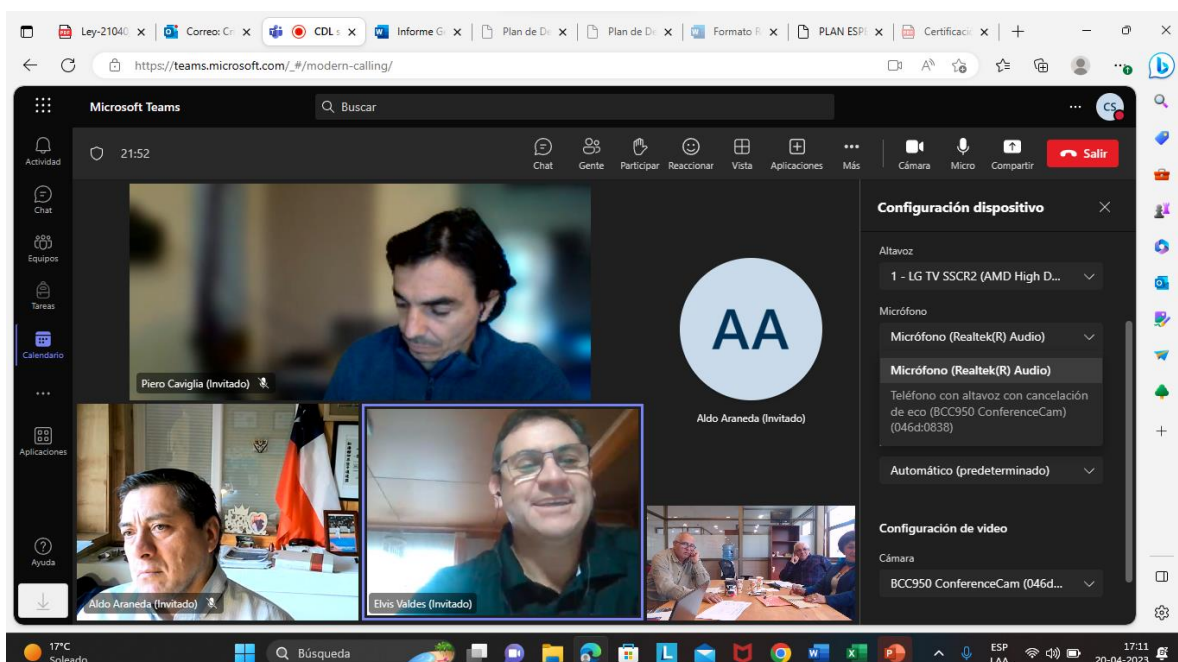 Ley-21040
Correo: Cr
CDL s
Informe G
Plan de De
Plan de De
Formato R
PLAN ESPE
Certificació
https://teams.microsoft.com/_#/modern-calling/
Microsoft Teams
Buscar
CS
Actividad
Chat
Equipos
Tareas
Calendario
Aplicaciones
Ayuda
21:52
Chat
Gente
Participar
Reaccionar
Vista
Aplicaciones
Más
Cámara
Micro
Compartir
Salir
Piero Caviglia (Invitado)
AA
Aldo Araneda (Invitado)
Aldo Araneda (Invitado)
Elvis Valdes (Invitado)
Configuración dispositivo
Altavoz
1 - LG TV SSCR2 (AMD High D...
Micrófono
Micrófono (Realtek(R) Audio)
Micrófono (Realtek(R) Audio)
Teléfono con altavoz con cancelación
de eco (BCC950 ConferenceCam)
(046d:0838)
Automático (predeterminado)
Configuración de video
Cámara
BCC950 ConferenceCam (046d...
17°C
Soleado
Búsqueda
ESP
LAA
17:11
20-04-2023